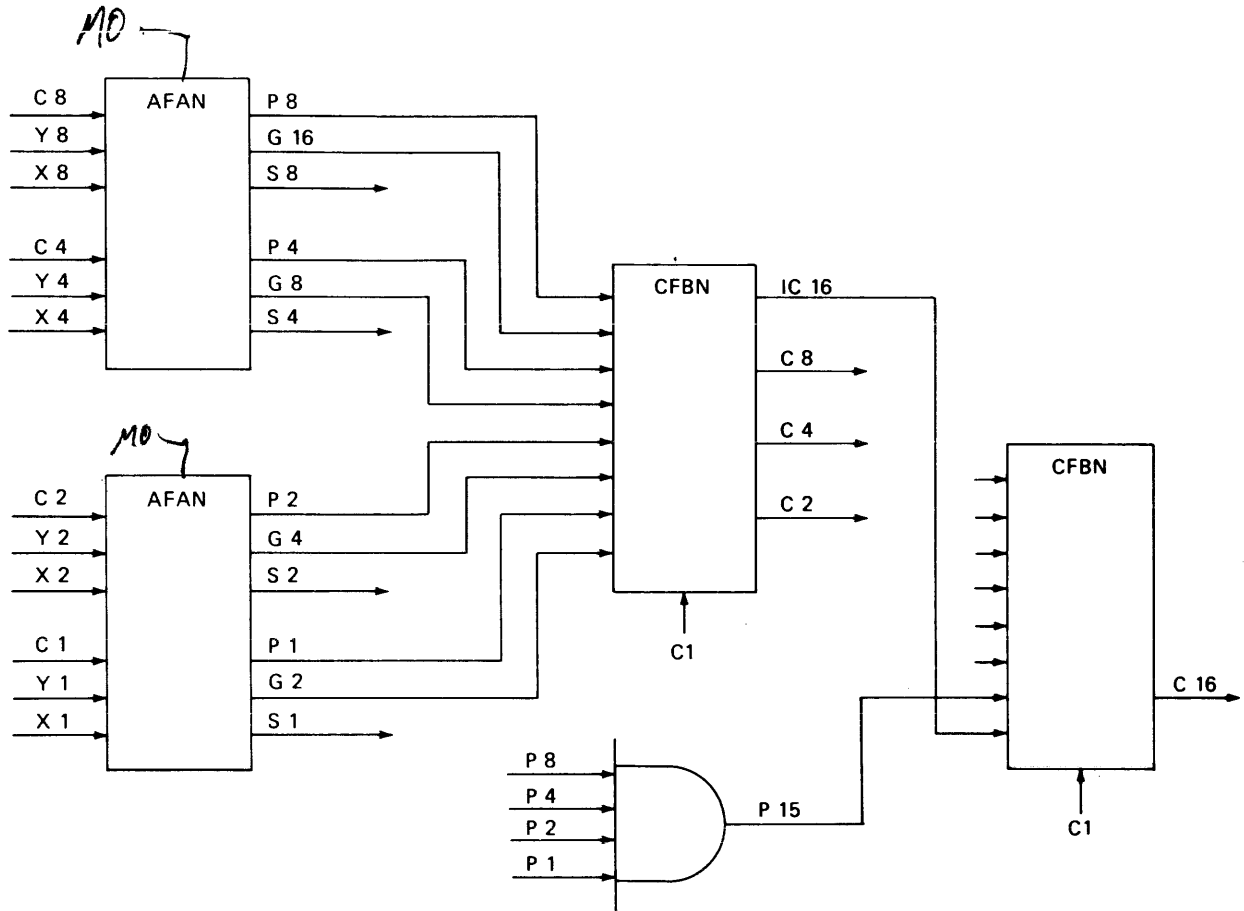 MO
AFAN
C 8
Y 8
X 8
C 4
Y 4
X 4
P 8
G 16
S 8
P 4
G 8
S 4
MO
AFAN
C 2
Y 2
X 2
C 1
Y 1
X 1
P 2
G 4
S 2
P 1
G 2
S 1
CFBN
IC 16
C 8
C 4
C 2
C1
CFBN
C 16
C1
P 8
P 4
P 2
P 1
P 15